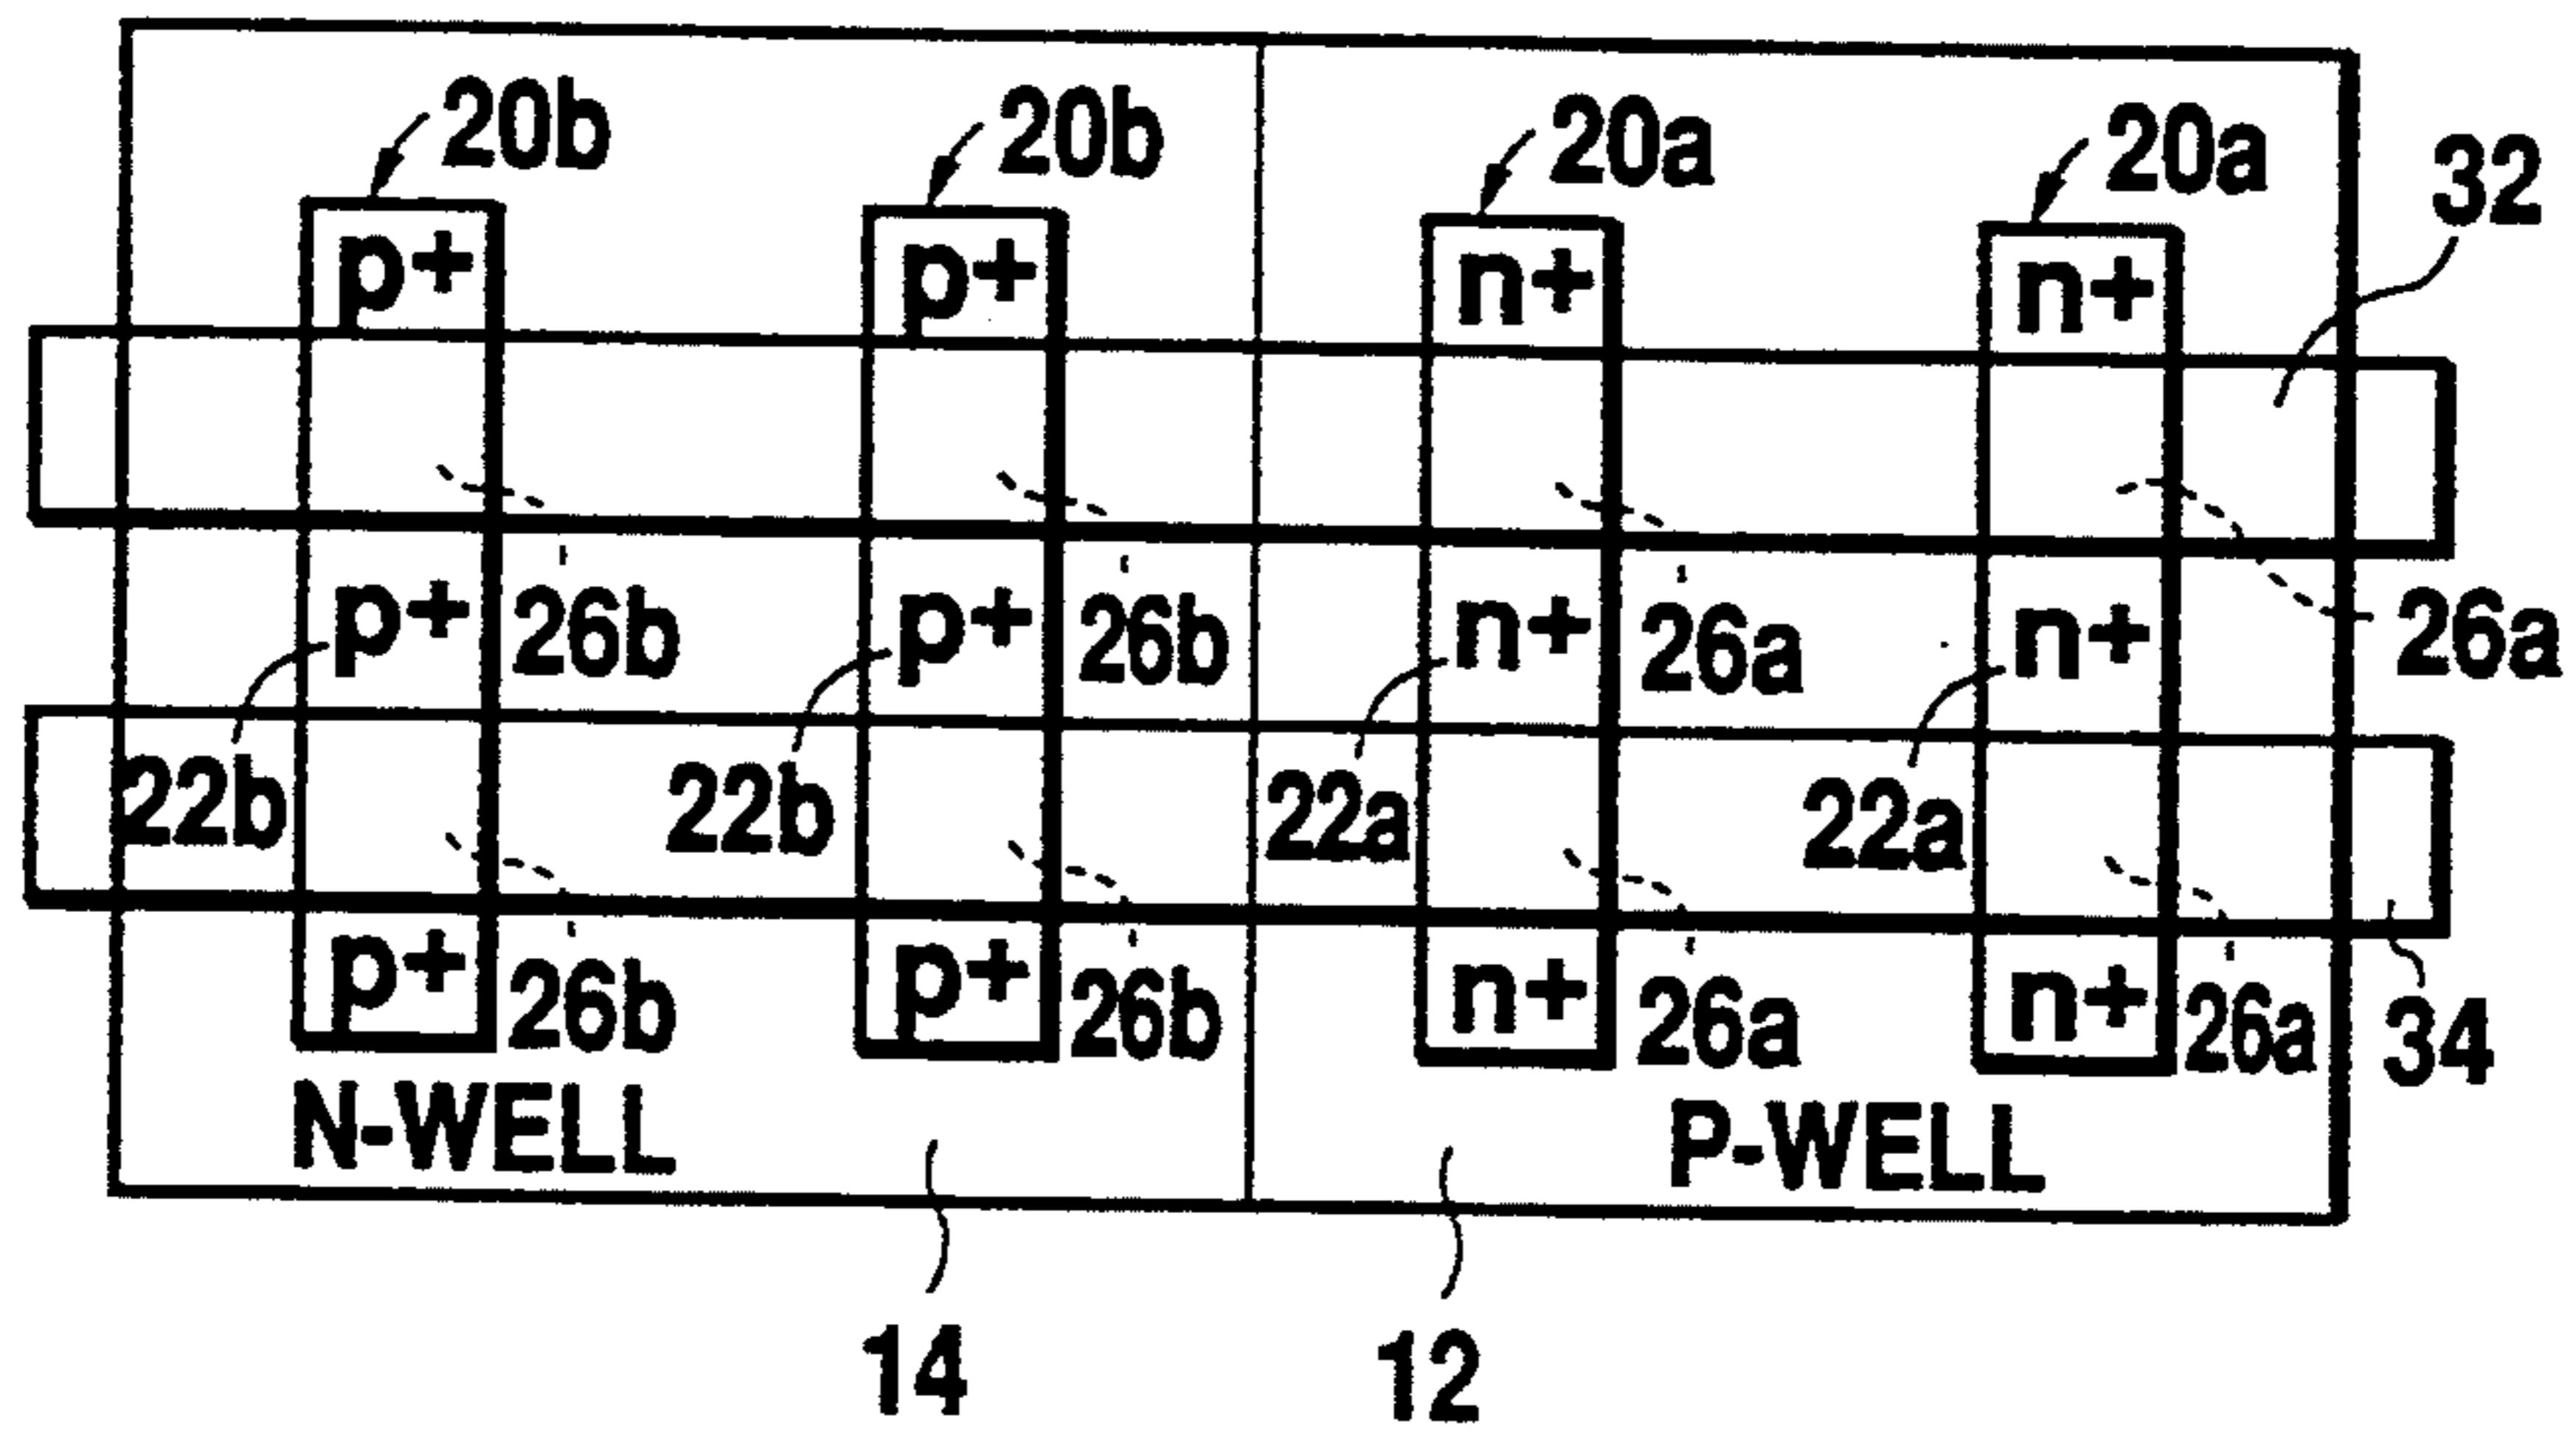 20b 20b 20a 20a
32
p+ p+ n+ n+
p+ 26b p+ 26b n+ 26a n+ 26a
22b 22b 22a 22a
p+ 26b p+ 26b n+ 26a n+ 26a 34
N-WELL P-WELL
14 12